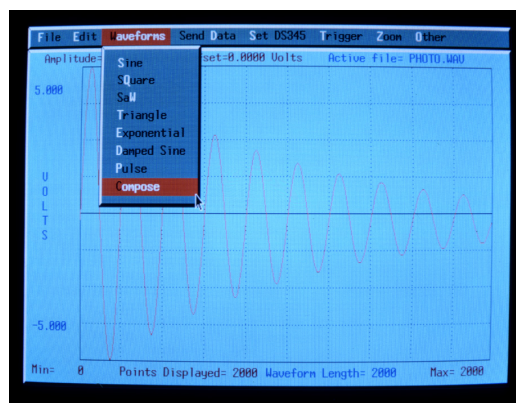 File Edit Waveforms Send Data Set DS345 Trigger Zoom Other
Amplitude= set=0.0000 Volts Active file= PHOTO.WAV
Sine
SQuare
SaW
Triangle
Exponential
Damped Sine
Pulse
Compose
5.000
VOLTS
-5.000
Min= 0 Points Displayed= 2000 Waveform Length= 2000 Max= 2000